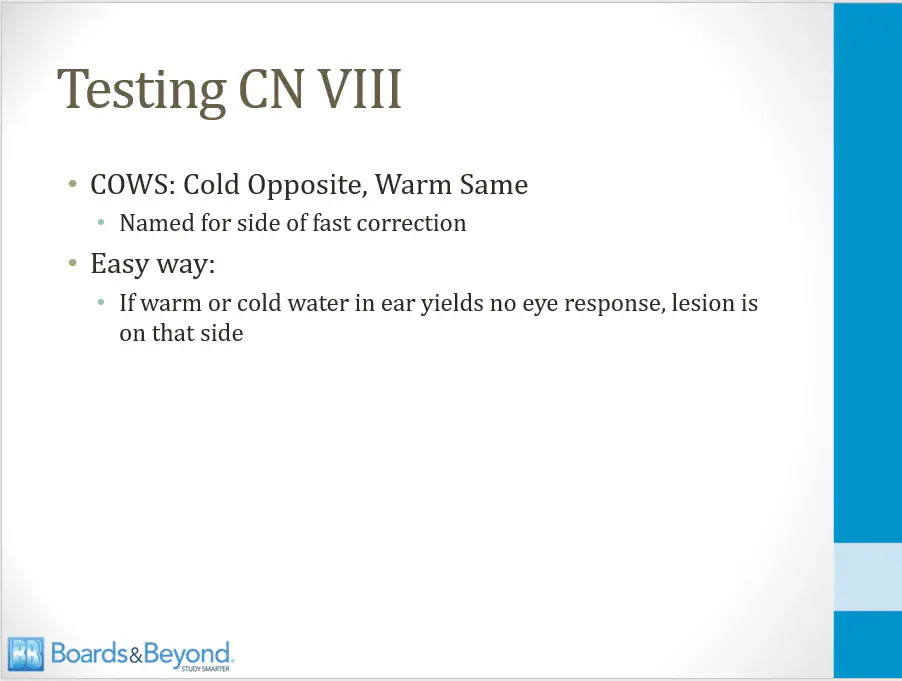 Testing CN VIII
• COWS: Cold Opposite, Warm Same
• Named for side of fast correction
• Easy way:
• If warm or cold water in ear yields no eye response, lesion is
on that side
BB Boards&Beyond.
STUDY SMARTER